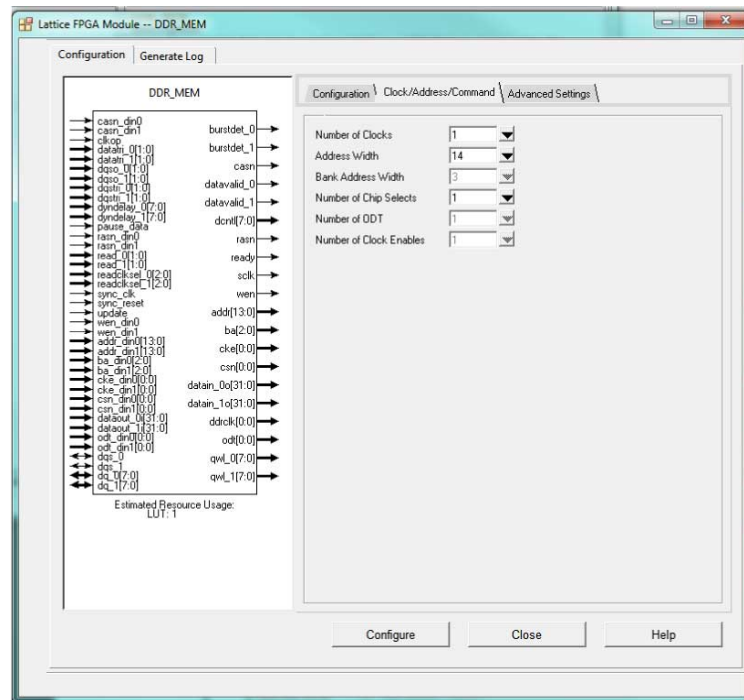 Lattice FPGA Module -- DDR_MEM
Configuration
Generate Log
DDR_MEM
casn_din0
casn_din1
clkop
datatri_0[1:0]
datatri_1[1:0]
dqso_0[1:0]
dqso_1[1:0]
dqstri_0[1:0]
dqstri_1[1:0]
dyndelay_0[7:0]
dyndelay_1[7:0]
pause_data
rasn_din0
rasn_din1
read_0[1:0]
read_1[1:0]
readclksel_0[2:0]
readclksel_1[2:0]
sync_clk
sync_reset
update
wen_din0
wen_din1
addr_din0[13:0]
addr_din1[13:0]
ba_din0[2:0]
ba_din1[2:0]
cke_din0[0:0]
cke_din1[0:0]
csn_din0[0:0]
csn_din1[0:0]
dataout_0i[31:0]
dataout_1i[31:0]
odt_din0[0:0]
odt_din1[0:0]
dqs_0
dqs_1
dq_0[7:0]
dq_1[7:0]
burstdet_0
burstdet_1
casn
datavalid_0
datavalid_1
dcntl[7:0]
rasn
ready
sclk
wen
addr[13:0]
ba[2:0]
cke[0:0]
csn[0:0]
datain_0o[31:0]
datain_1o[31:0]
ddrclk[0:0]
odt[0:0]
qwl_0[7:0]
qwl_1[7:0]
Estimated Resource Usage:
LUT: 1
Configuration
Clock/Address/Command
Advanced Settings
Number of Clocks 1
Address Width 14
Bank Address Width 3
Number of Chip Selects 1
Number of ODT 1
Number of Clock Enables 1
Configure
Close
Help